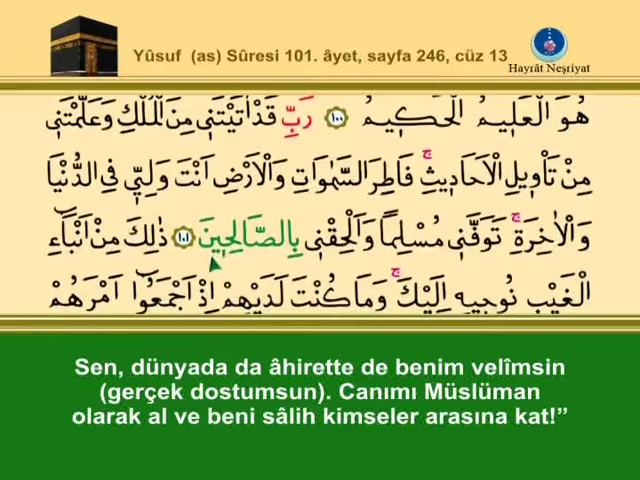 Yûsuf (as) Sûresi 101. âyet, sayfa 246, cüz 13
Hayrât Neşriyat
هُوَ الْعَلِيمُ الْحَكِيمُ ١٠٠ رَبِّ قَدْ اٰتَيْتَنِي مِنَ الْمُلْكِ وَعَلَّمْتَنِي
مِنْ تَأْوِيلِ الْاَحَادِيثِۚ فَاطِرَ السَّمٰوَاتِ وَالْاَرْضِ اَنْتَ وَلِيّ۪ي فِي الدُّنْيَا
وَالْاٰخِرَةِۚ تَوَفَّنِي مُسْلِمًا وَاَلْحِقْنِي بِالصَّالِحِينَ ١٠١ ذٰلِكَ مِنْ اَنْبَٓاءِ
الْغَيْبِ نُوحِيهِ اِلَيْكَۚ وَمَا كُنْتَ لَدَيْهِمْ اِذْ اَجْمَعُٓوا اَمْرَهُمْ
Sen, dünyada da âhirette de benim velîmsin
(gerçek dostumsun). Canımı Müslüman
olarak al ve beni sâlih kimseler arasına kat!”